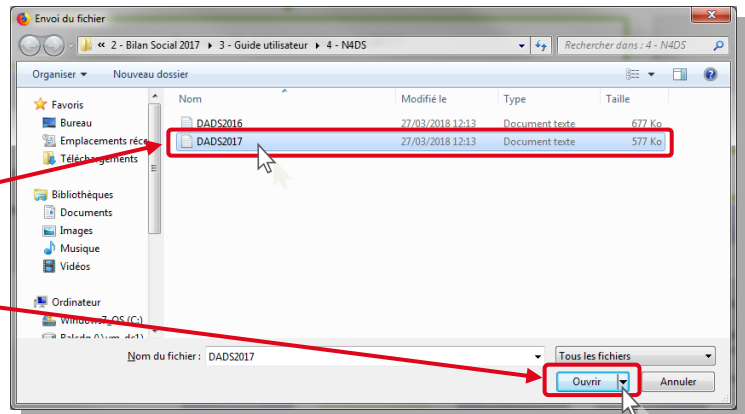 Envoi du fichier
« 2 - Bilan Social 2017 ▸ 3 - Guide utilisateur ▸ 4 - N4DS
Rechercher dans : 4 - N4DS
Organiser ▾ Nouveau dossier
Nom Modifié le Type Taille
Favoris
Bureau
Emplacements réce
Téléchargements
Bibliothèques
Documents
Images
Musique
Vidéos
Ordinateur
Windows7_OS (C:)
DADS2016 27/03/2018 12:13 Document texte 677 Ko
DADS2017 27/03/2018 12:13 Document texte 577 Ko
Nom du fichier : DADS2017 Tous les fichiers
Ouvrir Annuler